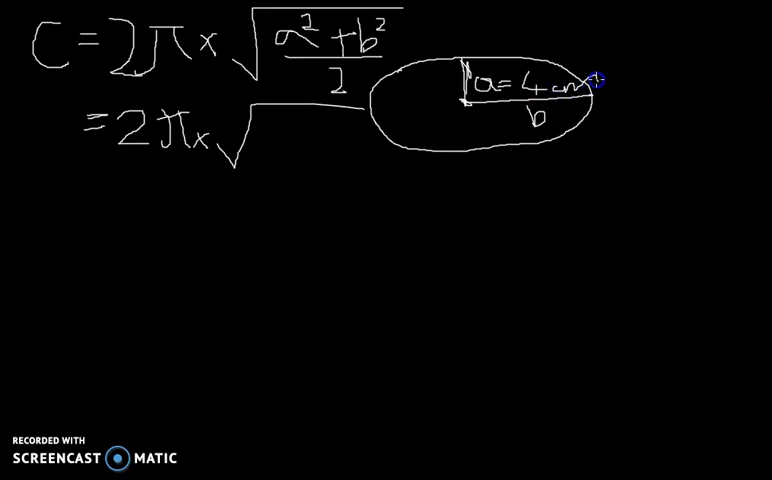 C = 2π × √((a² + b²)/2)
= 2π × √
a = 4 cm
b
RECORDED WITH
SCREENCAST MATIC